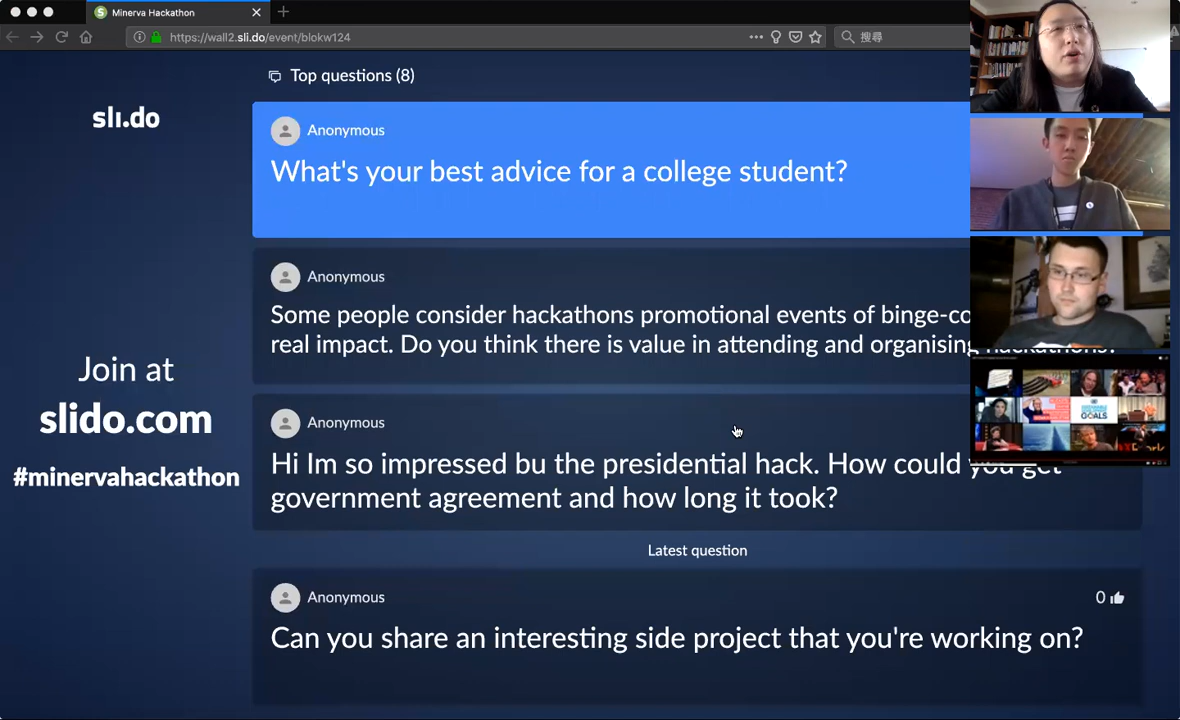 Minerva Hackathon
https://wall2.sli.do/event/blokw124
搜尋
Top questions (8)
sli.do
Anonymous
What's your best advice for a college student?
Anonymous
Some people consider hackathons promotional events of binge-co
real impact. Do you think there is value in attending and organising hackathons?
Join at
slido.com
#minervahackathon
Anonymous
Hi Im so impressed bu the presidential hack. How could you get
government agreement and how long it took?
Latest question
Anonymous
0
Can you share an interesting side project that you're working on?
GOALS